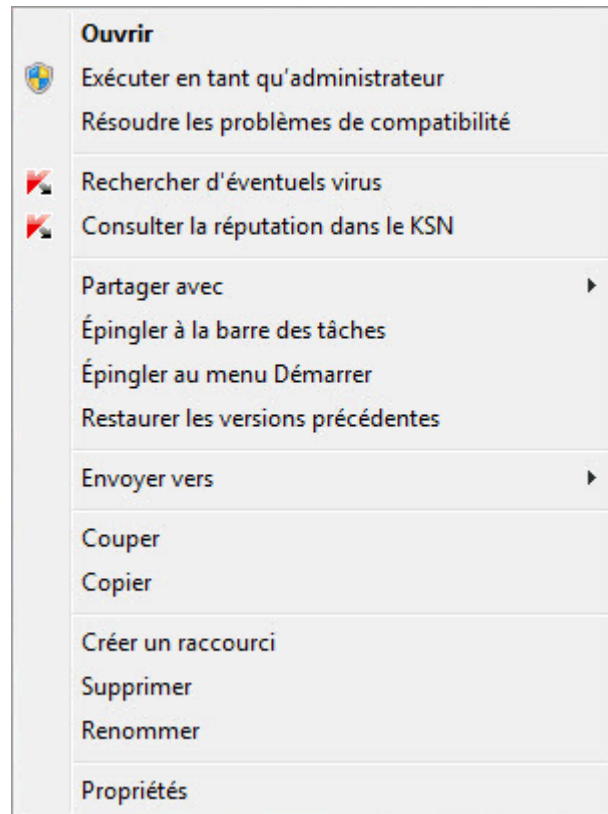 Ouvrir
Exécuter en tant qu'administrateur
Résoudre les problèmes de compatibilité
Rechercher d'éventuels virus
Consulter la réputation dans le KSN
Partager avec
Épingler à la barre des tâches
Épingler au menu Démarrer
Restaurer les versions précédentes
Envoyer vers
Couper
Copier
Créer un raccourci
Supprimer
Renommer
Propriétés